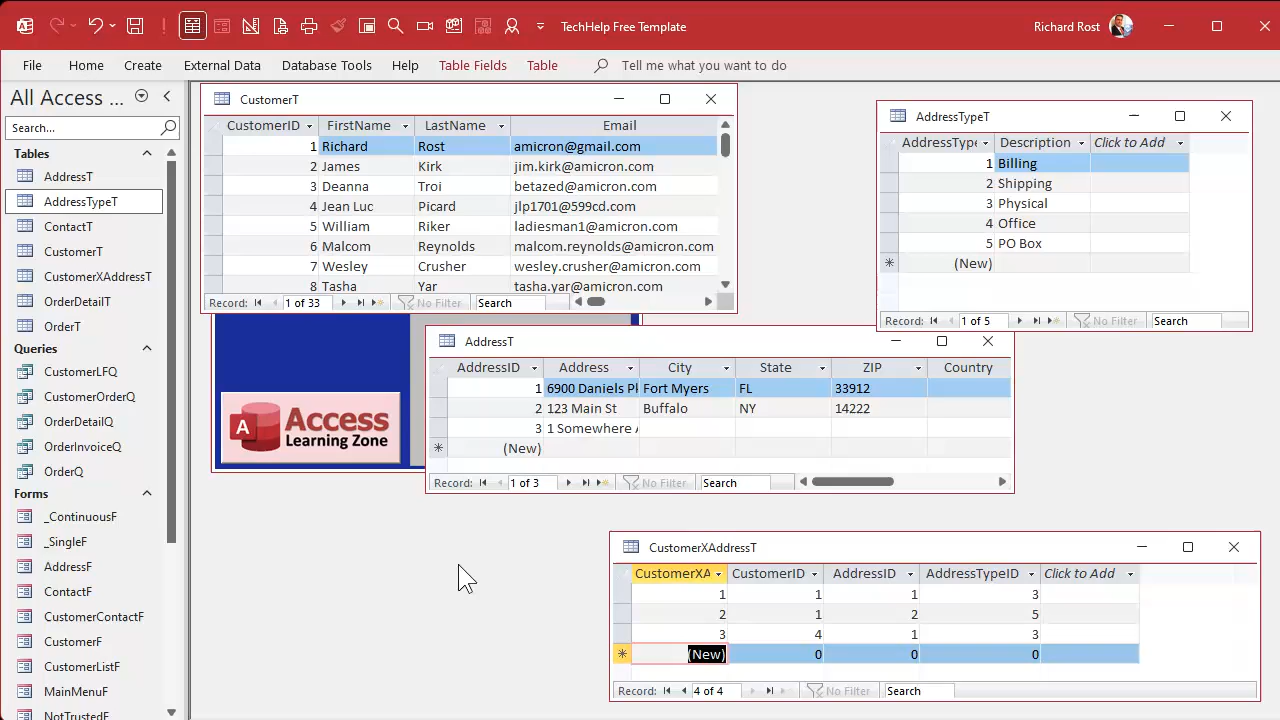 TechHelp Free Template
Richard Rost
File Home Create External Data Database Tools Help Table Fields Table Tell me what you want to do
All Access ...
Search...
Tables
AddressT
AddressTypeT
ContactT
CustomerT
CustomerXAddressT
OrderDetailT
OrderT
Queries
CustomerLFQ
CustomerOrderQ
OrderDetailQ
OrderInvoiceQ
OrderQ
Forms
_ContinuousF
_SingleF
AddressF
ContactF
CustomerContactF
CustomerF
CustomerListF
MainMenuF
NotTrustedF
CustomerT
CustomerID FirstName LastName Email
1 Richard Rost amicron@gmail.com
2 James Kirk jim.kirk@amicron.com
3 Deanna Troi betazed@amicron.com
4 Jean Luc Picard jlp1701@599cd.com
5 William Riker ladiesman1@amicron.com
6 Malcom Reynolds malcom.reynolds@amicron.com
7 Wesley Crusher wesley.crusher@amicron.com
8 Tasha Yar tasha.yar@amicron.com
Record: 1 of 33 No Filter Search
AddressTypeT
AddressType Description Click to Add
1 Billing
2 Shipping
3 Physical
4 Office
5 PO Box
(New)
Record: 1 of 5 No Filter Search
A Access
Learning Zone
AddressT
AddressID Address City State ZIP Country
1 6900 Daniels Pl Fort Myers FL 33912
2 123 Main St Buffalo NY 14222
3 1 Somewhere A
(New)
Record: 1 of 3 No Filter Search
CustomerXAddressT
CustomerXA CustomerID AddressID AddressTypeID Click to Add
1 1 1 3
2 1 2 5
3 4 1 3
(New) 0 0 0
Record: 4 of 4 No Filter Search